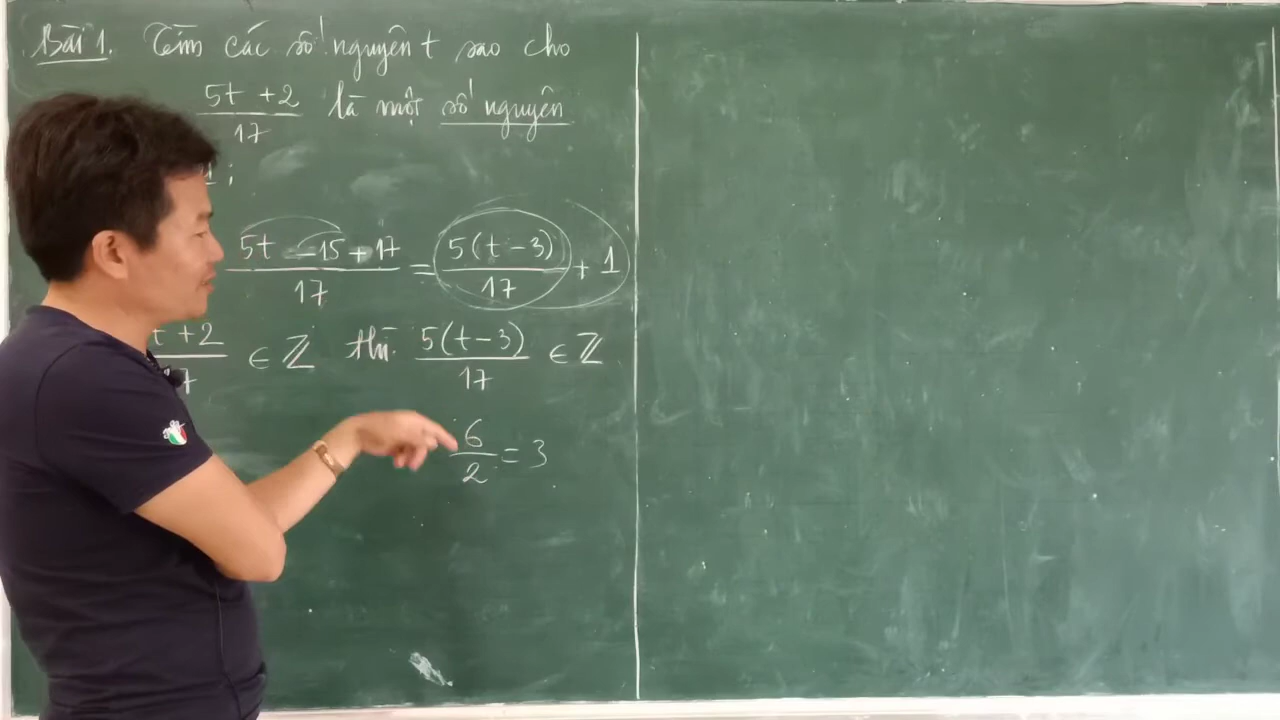 Bài 1. Tìm các số nguyên t sao cho
5t + 2 / 17 là một số nguyên
1:
5t - 15 + 17 / 17 = 5(t - 3) / 17 + 1
t + 2 / 17 ∈ ℤ thì 5(t - 3) / 17 ∈ ℤ
6 / 2 = 3